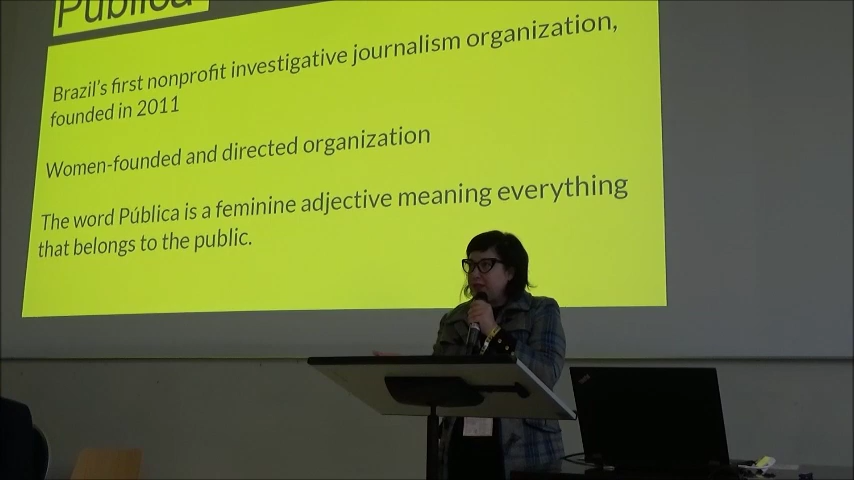 Pública
Brazil's first nonprofit investigative journalism organization,
founded in 2011
Women-founded and directed organization
The word Pública is a feminine adjective meaning everything
that belongs to the public.